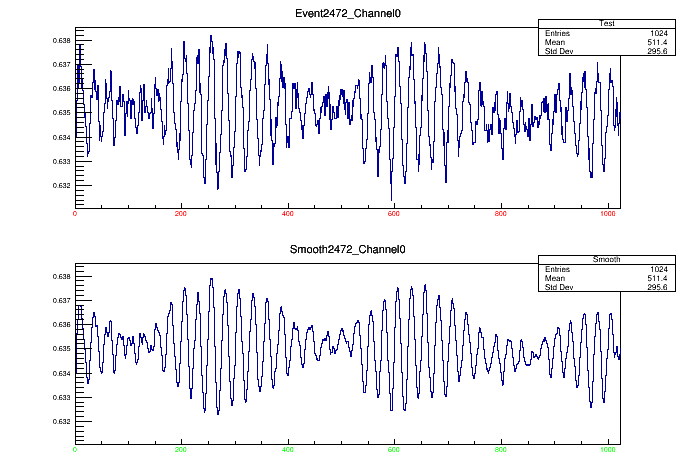 Event2472_Channel0
Test
Entries 1024
Mean 511.4
Std Dev 295.6
0.638
0.637
0.636
0.635
0.634
0.633
0.632
0 200 400 600 800 1000
Smooth2472_Channel0
Smooth
Entries 1024
Mean 511.4
Std Dev 295.6
0.638
0.637
0.636
0.635
0.634
0.633
0.632
0 200 400 600 800 1000